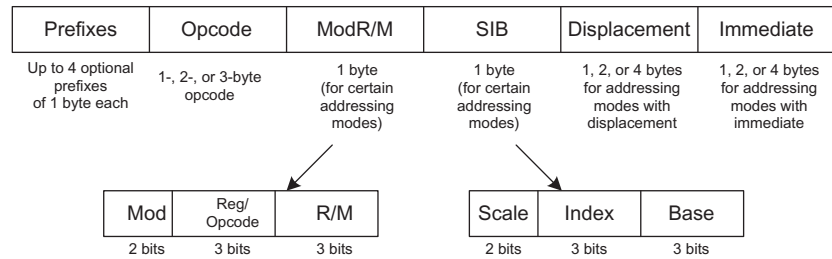 Prefixes Opcode ModR/M SIB Displacement Immediate
Up to 4 optional
prefixes
of 1 byte each
1-, 2-, or 3-byte
opcode
1 byte
(for certain
addressing
modes)
1 byte
(for certain
addressing
modes)
1, 2, or 4 bytes
for addressing
modes with
displacement
1, 2, or 4 bytes
for addressing
modes with
immediate
Mod
Reg/
Opcode
R/M
2 bits 3 bits 3 bits
Scale Index Base
2 bits 3 bits 3 bits